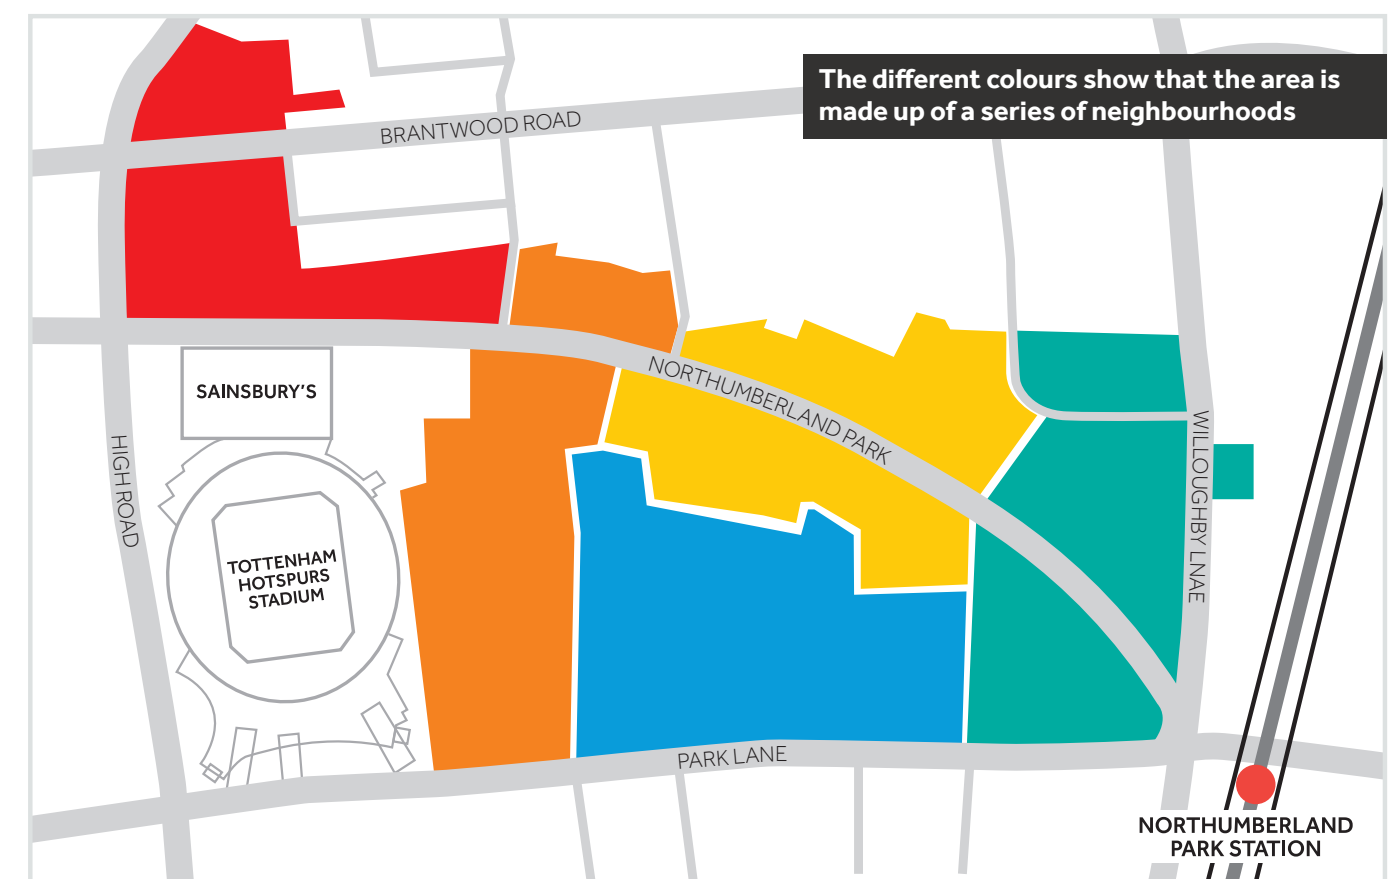 The different colours show that the area is
made up of a series of neighbourhoods
BRANTWOOD ROAD
NORTHUMBERLAND PARK
SAINSBURY'S
HIGH ROAD
WILLOUGHBY LNAE
TOTTENHAM
HOTSPURS
STADIUM
PARK LANE
NORTHUMBERLAND
PARK STATION